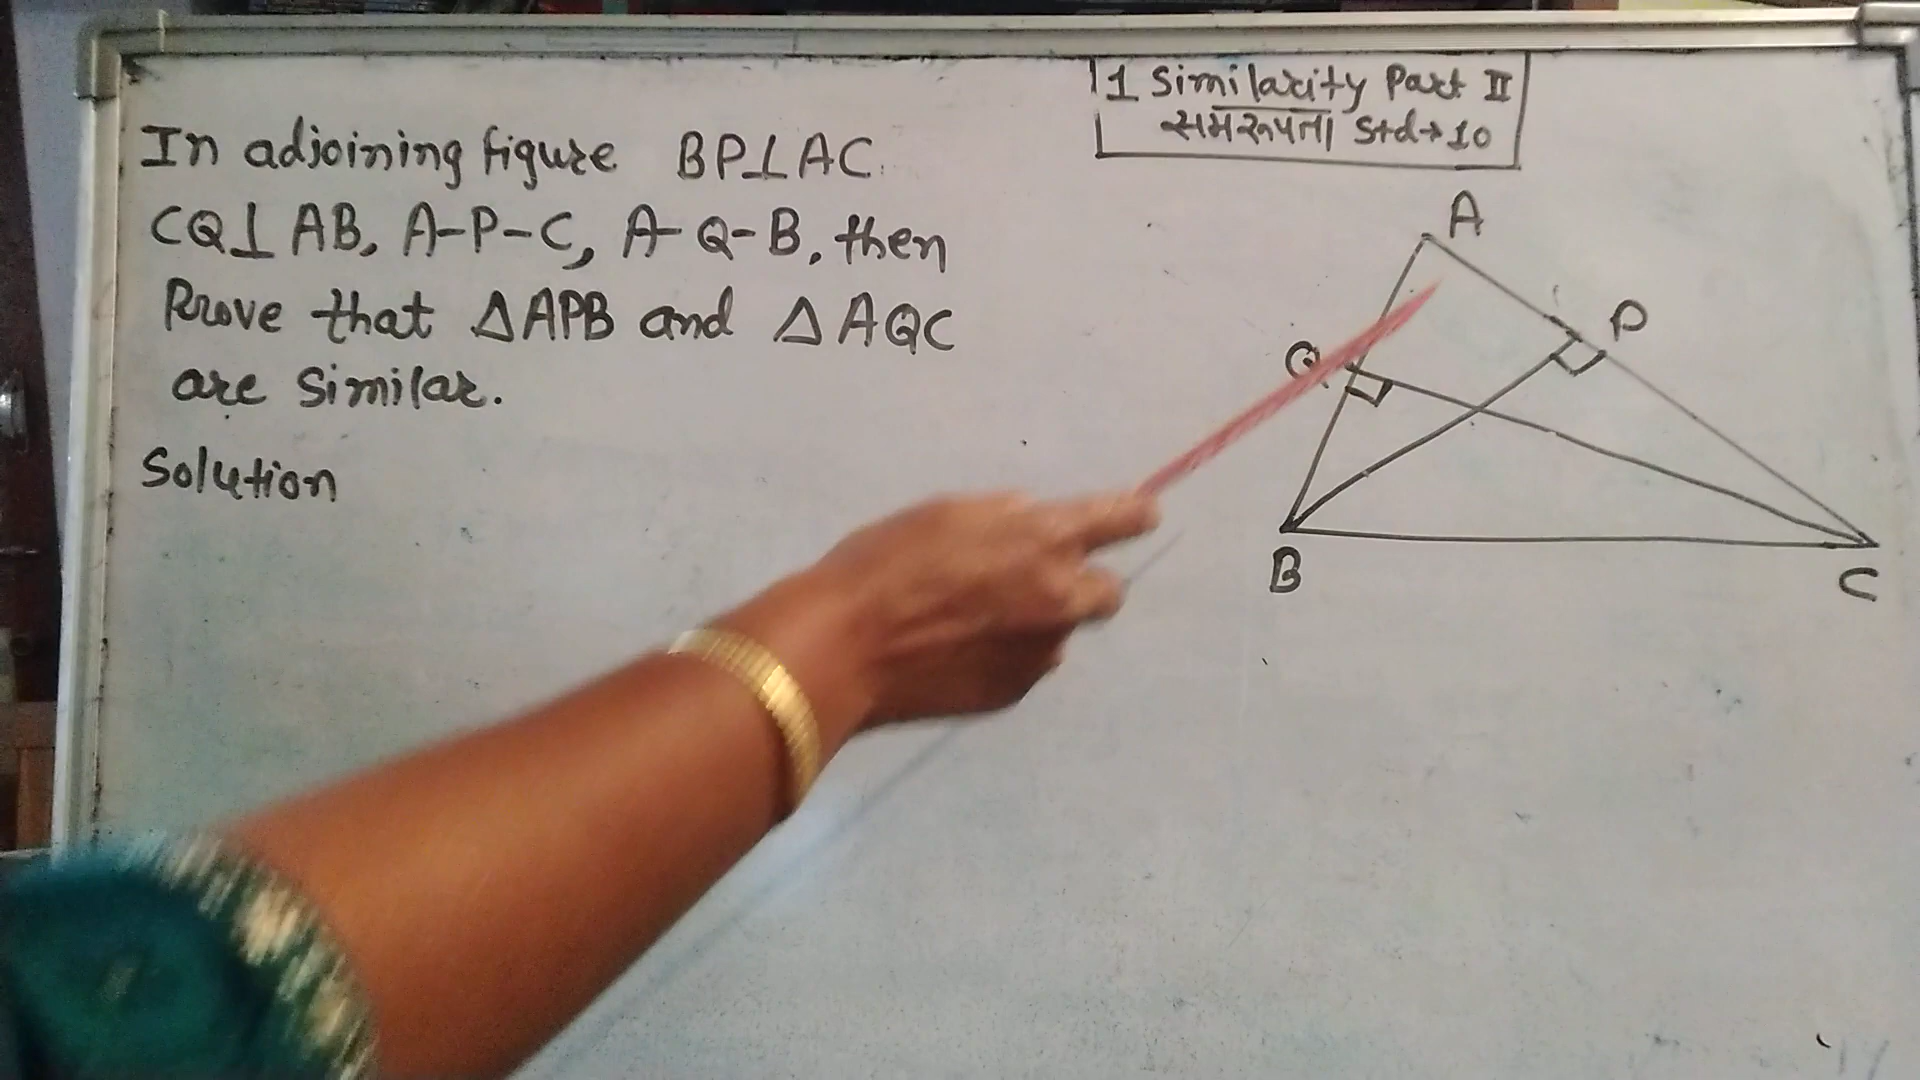 1 Similarity Part II
समरूपता Std→10
In adjoining figure BP⊥AC
CQ⊥AB, A-P-C, A-Q-B, then
Prove that ΔAPB and ΔAQC
are Similar.
Solution
A
P
Q
B
C